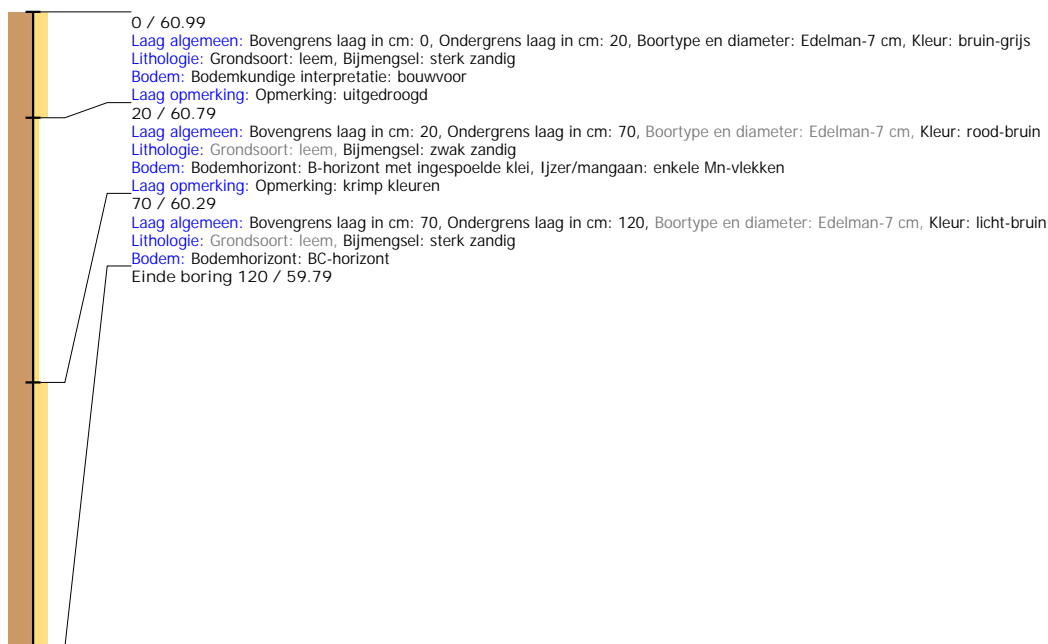 0 / 60.99
Laag algemeen: Bovengrens laag in cm: 0, Ondergrens laag in cm: 20, Boortype en diameter: Edelman-7 cm, Kleur: bruin-grijs
Lithologie: Grondsoort: leem, Bijmengsel: sterk zandig
Bodem: Bodemkundige interpretatie: bouwvoor
Laag opmerking: Opmerking: uitgedroogd
20 / 60.79
Laag algemeen: Bovengrens laag in cm: 20, Ondergrens laag in cm: 70, Boortype en diameter: Edelman-7 cm, Kleur: rood-bruin
Lithologie: Grondsoort: leem, Bijmengsel: zwak zandig
Bodem: Bodemhorizont: B-horizont met ingespoelde klei, Ijzer/mangaan: enkele Mn-vlekken
Laag opmerking: Opmerking: krimp kleuren
70 / 60.29
Laag algemeen: Bovengrens laag in cm: 70, Ondergrens laag in cm: 120, Boortype en diameter: Edelman-7 cm, Kleur: licht-bruin
Lithologie: Grondsoort: leem, Bijmengsel: sterk zandig
Bodem: Bodemhorizont: BC-horizont
Einde boring 120 / 59.79